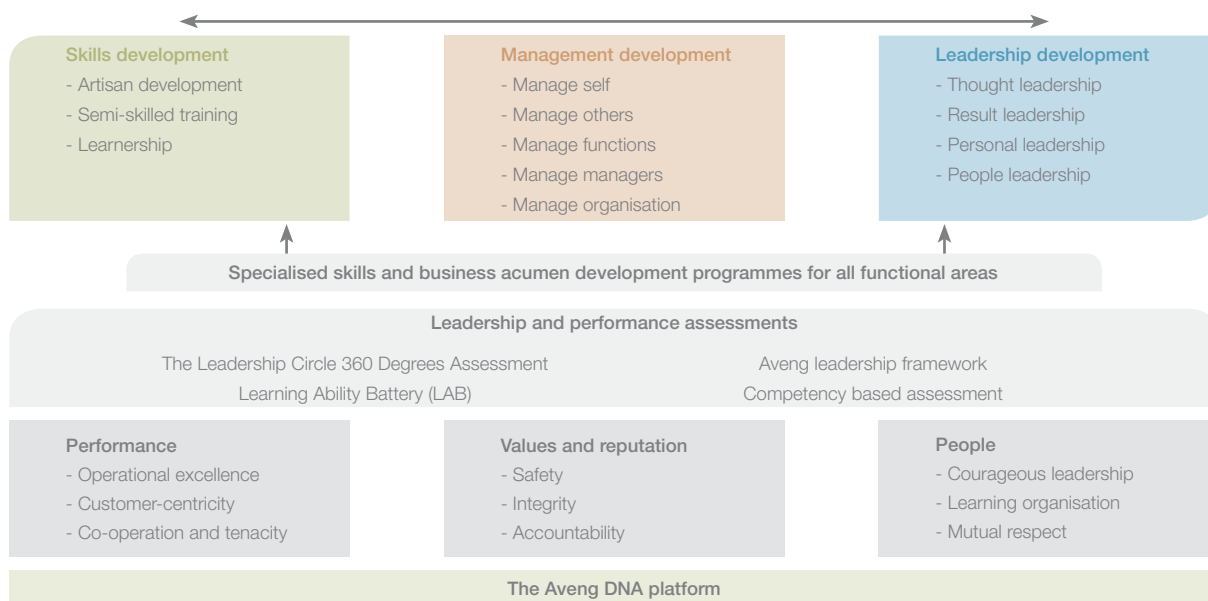 Skills development
- Artisan development
- Semi-skilled training
- Learnership
Management development
- Manage self
- Manage others
- Manage functions
- Manage managers
- Manage organisation
Leadership development
- Thought leadership
- Result leadership
- Personal leadership
- People leadership
Specialised skills and business acumen development programmes for all functional areas
Leadership and performance assessments
The Leadership Circle 360 Degrees Assessment
Learning Ability Battery (LAB)
Aveng leadership framework
Competency based assessment
Performance
- Operational excellence
- Customer-centricity
- Co-operation and tenacity
Values and reputation
- Safety
- Integrity
- Accountability
People
- Courageous leadership
- Learning organisation
- Mutual respect
The Aveng DNA platform